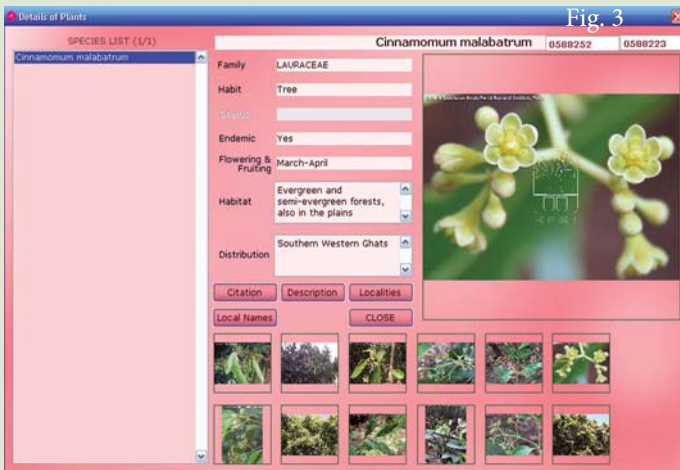 Details of Plants
Fig. 3
SPECIES LIST (1/1)
Cinnamomum malabatrum
0588252
0588223
Cinnamomum malabatrum
Family
LAURACEAE
Habit
Tree
Status
Endemic
Yes
Flowering &
Fruiting
March-April
Habitat
Evergreen and
semi-evergreen forests,
also in the plains
Distribution
Southern Western Ghats
Citation
Description
Localities
Local Names
CLOSE
K F R I